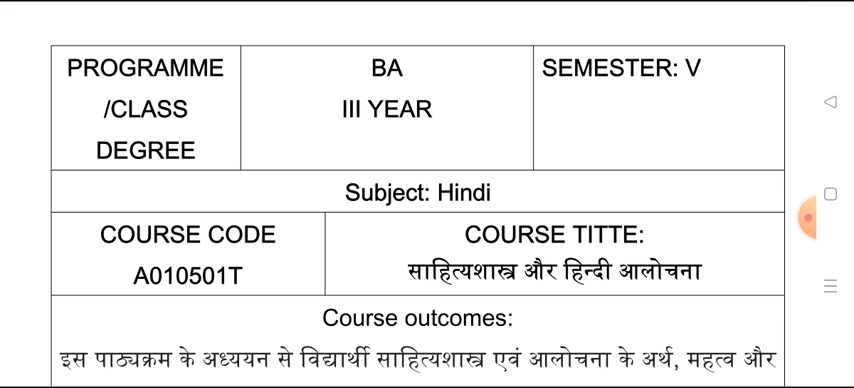 PROGRAMME BA SEMESTER: V
/CLASS III YEAR
DEGREE
Subject: Hindi
COURSE CODE COURSE TITTE:
A010501T साहित्यशास्त्र और हिन्दी आलोचना
Course outcomes:
इस पाठ्यक्रम के अध्ययन से विद्यार्थी साहित्यशास्त्र एवं आलोचना के अर्थ, महत्व और